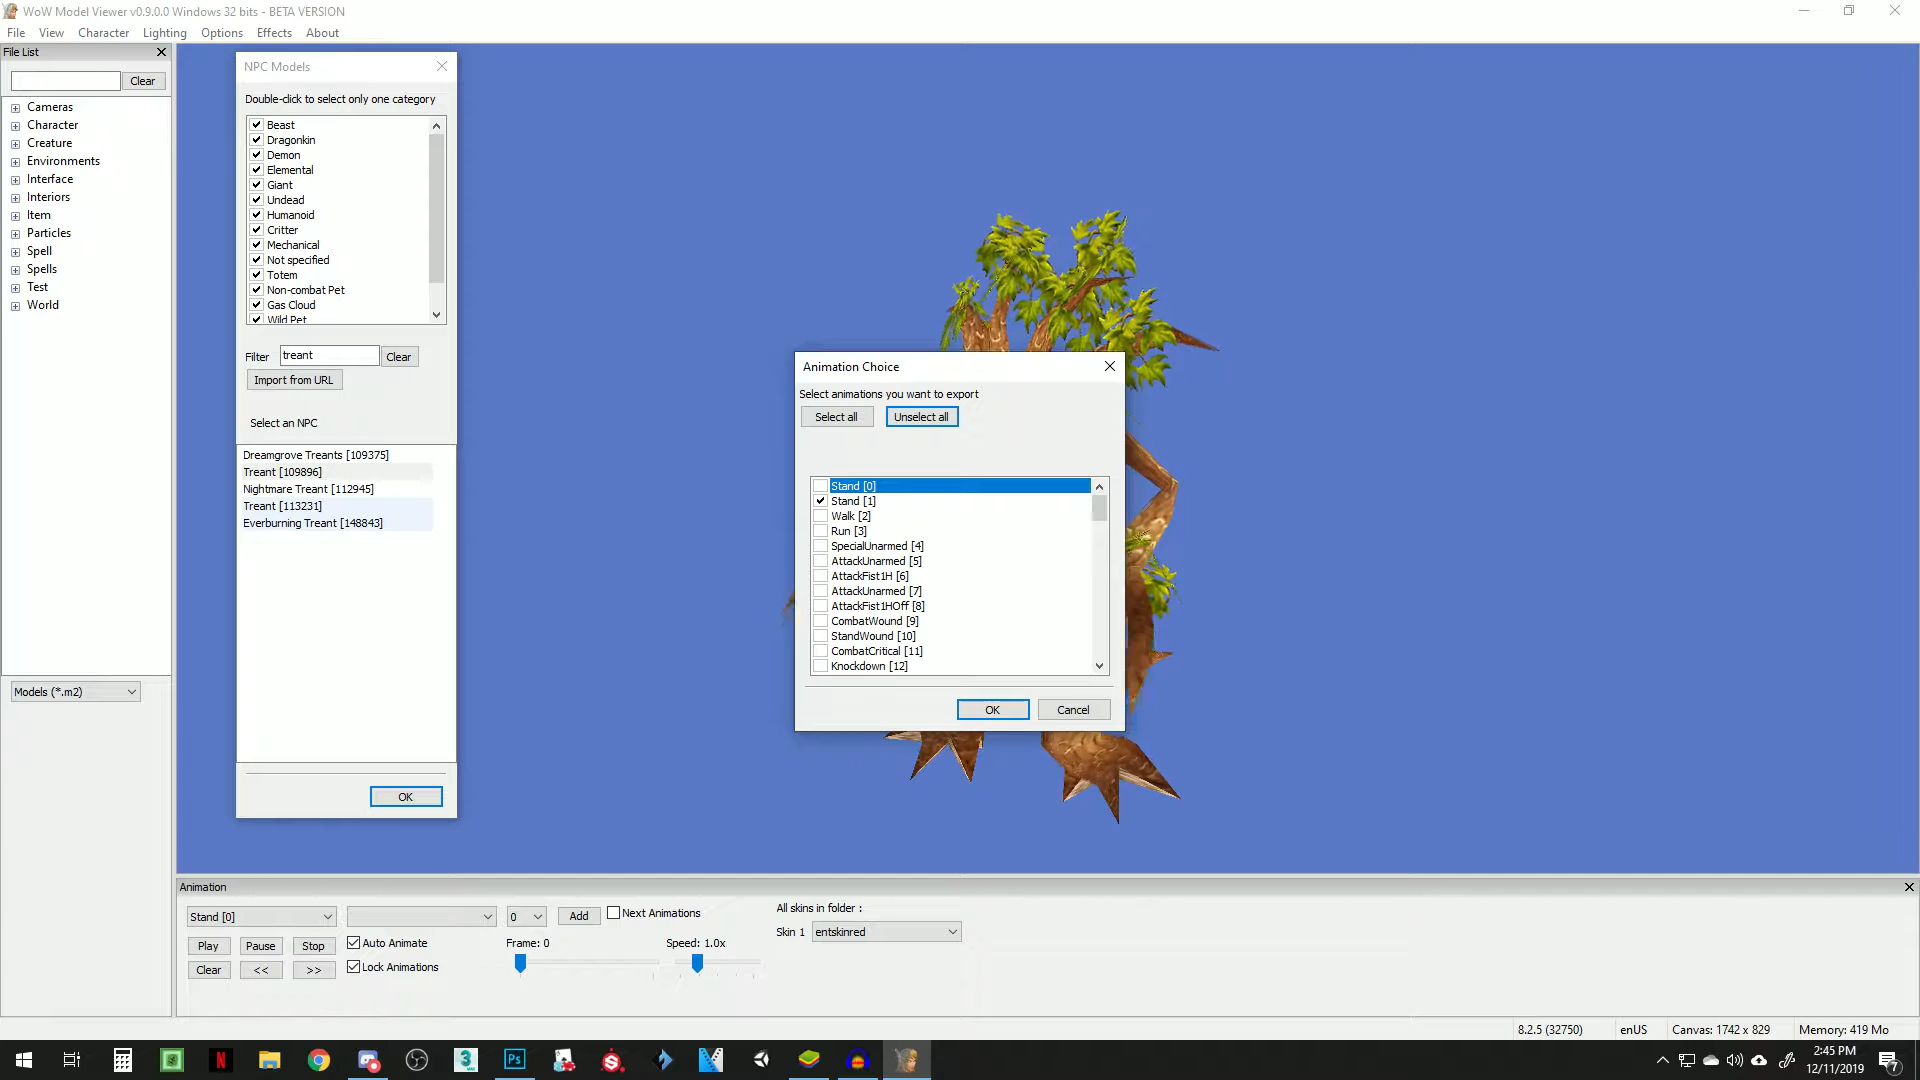 WoW Model Viewer v0.9.0.0 Windows 32 bits - BETA VERSION
File View Character Lighting Options Effects About
File List
Clear
Cameras
Character
Creature
Environments
Interface
Interiors
Item
Particles
Spell
Spells
Test
World
Models (*.m2)
NPC Models
Double-click to select only one category
Beast
Dragonkin
Demon
Elemental
Giant
Undead
Humanoid
Critter
Mechanical
Not specified
Totem
Non-combat Pet
Gas Cloud
Wild Pet
Filter treant Clear
Import from URL
Select an NPC
Dreamgrove Treants [109375]
Treant [109896]
Nightmare Treant [112945]
Treant [113231]
Everburning Treant [148843]
OK
Animation Choice
Select animations you want to export
Select all Unselect all
Stand [0]
Stand [1]
Walk [2]
Run [3]
SpecialUnarmed [4]
AttackUnarmed [5]
AttackFist1H [6]
AttackUnarmed [7]
AttackFist1HOff [8]
CombatWound [9]
StandWound [10]
CombatCritical [11]
Knockdown [12]
OK Cancel
Animation
Stand [0] 0 Add Next Animations
All skins in folder :
Skin 1 entskinred
Play Pause Stop Auto Animate Frame: 0 Speed: 1.0x
Clear << >> Lock Animations
8.2.5 (32750) enUS Canvas: 1742 x 829 Memory: 419 Mo
3
Ps
2:45 PM
12/11/2019
7